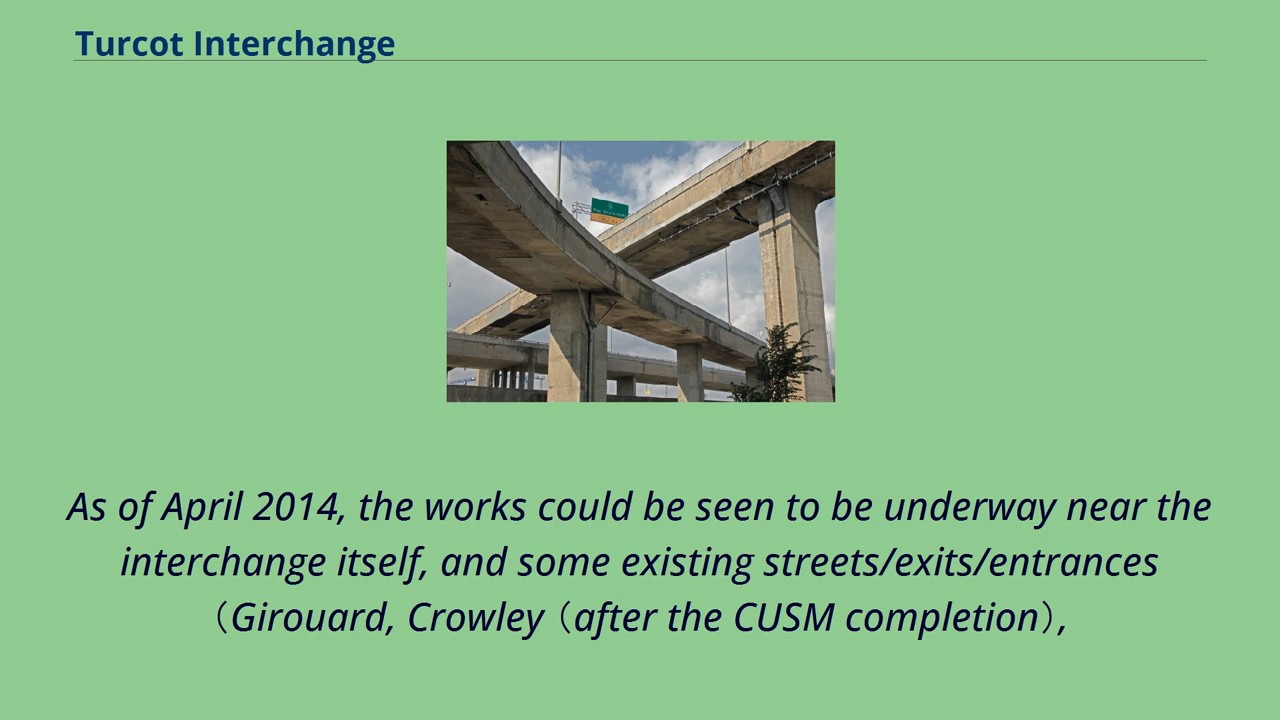 Turcot Interchange
As of April 2014, the works could be seen to be underway near the
interchange itself, and some existing streets/exits/entrances
（Girouard, Crowley（after the CUSM completion）,